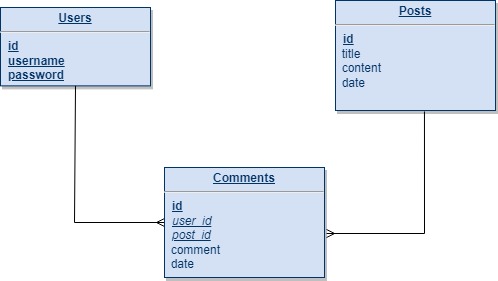 Users
id
username
password
Posts
id
title
content
date
Comments
id
user_id
post_id
comment
date